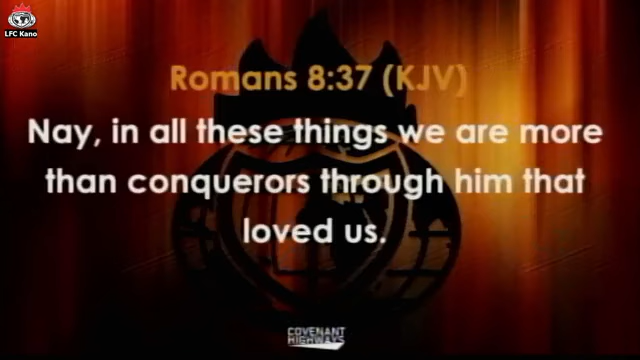 LFC Kano
Romans 8:37 (KJV)
Nay, in all these things we are more
than conquerors through him that
loved us.
COVENANT
HIGHWAYS